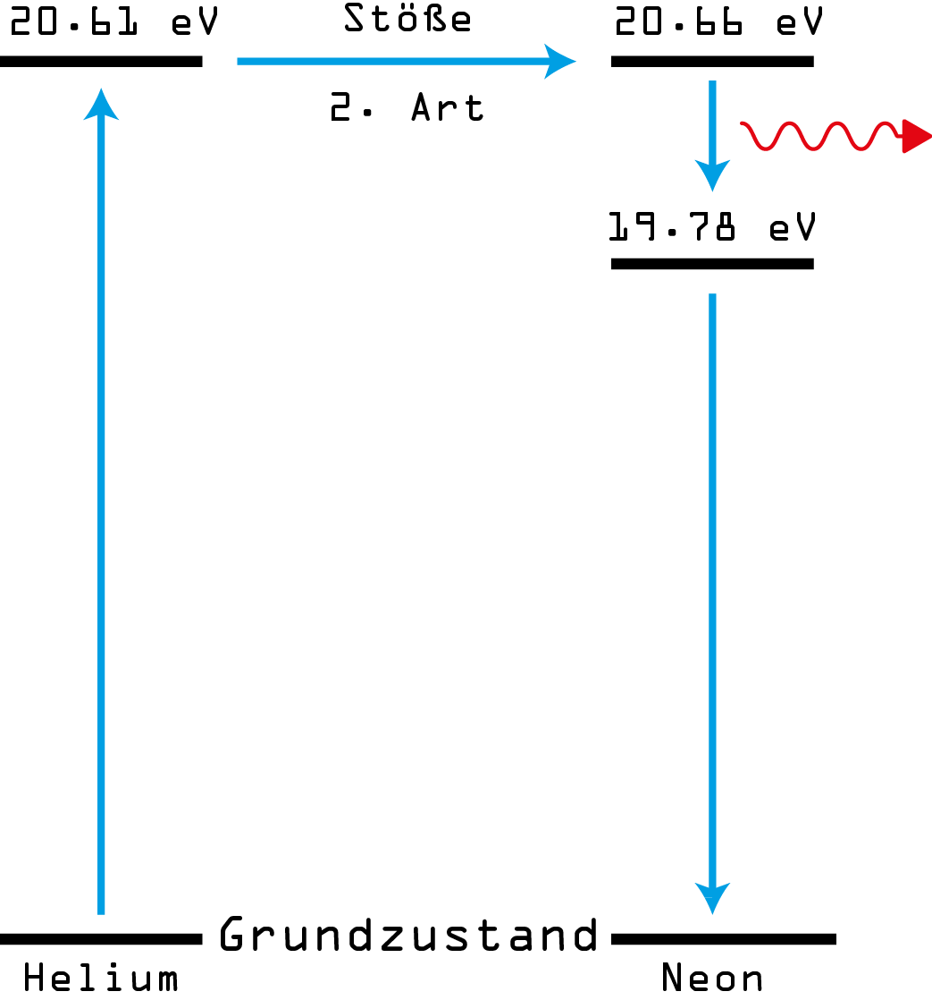 20.61 eV
Stöße
20.66 eV
2. Art
19.78 eV
Grundzustand
Helium
Neon